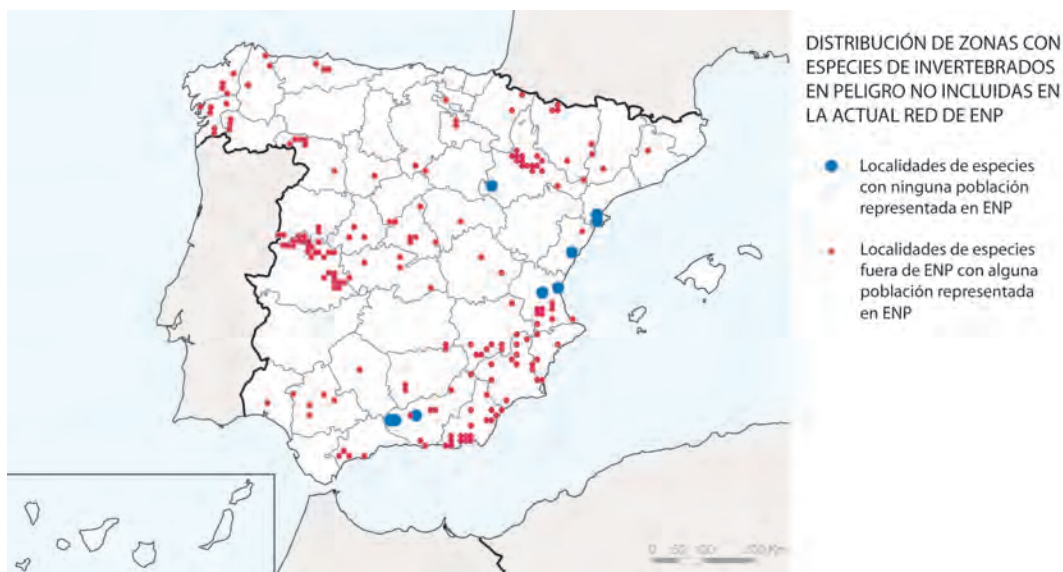 DISTRIBUCIÓN DE ZONAS CON
ESPECIES DE INVERTEBRADOS
EN PELIGRO NO INCLUIDAS EN
LA ACTUAL RED DE ENP
Localidades de especies
con ninguna población
representada en ENP
Localidades de especies
fuera de ENP con alguna
población representada
en ENP
0
Km